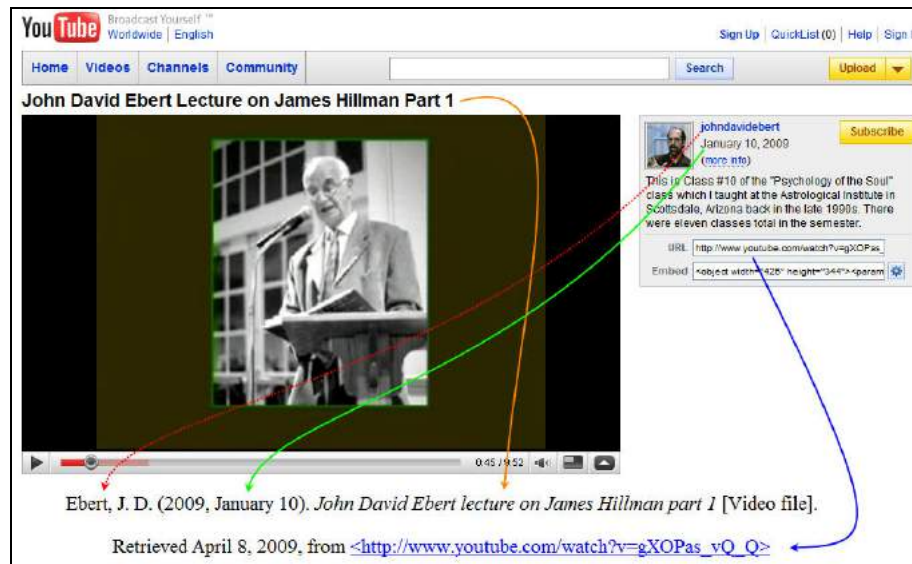 YouTube Broadcast Yourself ™
Worldwide | English
Sign Up | QuickList (0) | Help | Sign
Home Videos Channels Community Search Upload
John David Ebert Lecture on James Hillman Part 1
johndavidebert Subscribe
January 10, 2009
(more info)
This is Class #10 of the "Psychology of the Soul"
class which I taught at the Astrological Institute in
Scottsdale, Arizona back in the late 1990s. There
were eleven classes total in the semester.
URL http://www.youtube.com/watch?v=gXOPas_
Embed <object width="425" height="344"><param
0:45 / 9:52
Ebert, J. D. (2009, January 10). John David Ebert lecture on James Hillman part 1 [Video file].
Retrieved April 8, 2009, from <http://www.youtube.com/watch?v=gXOPas_vQ_Q>